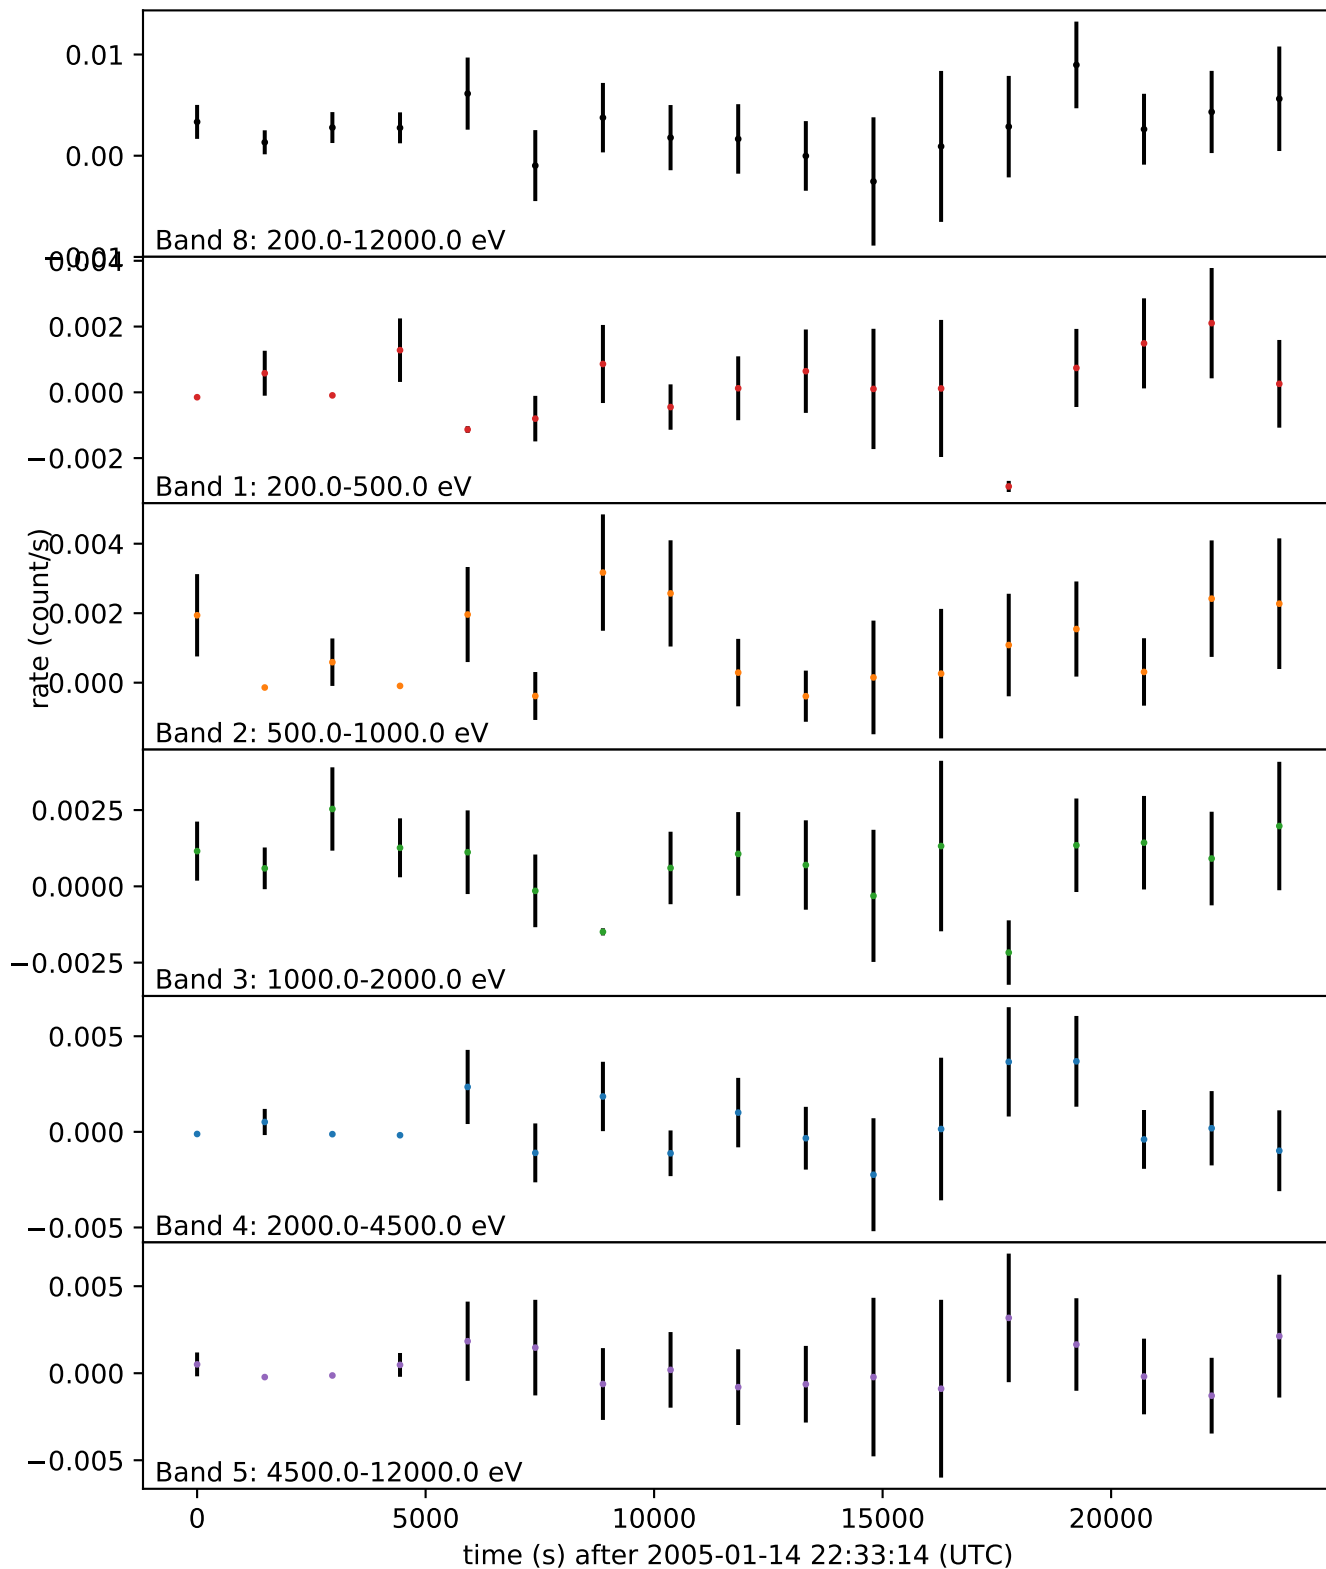 0.01
0.00
−0.01
Band 8: 200.0-12000.0 eV
0.004
0.002
0.000
−0.002
Band 1: 200.0-500.0 eV
rate (count/s)
0.004
0.002
0.000
Band 2: 500.0-1000.0 eV
0.0025
0.0000
−0.0025
Band 3: 1000.0-2000.0 eV
0.005
0.000
−0.005
Band 4: 2000.0-4500.0 eV
0.005
0.000
−0.005
Band 5: 4500.0-12000.0 eV
0 5000 10000 15000 20000
time (s) after 2005-01-14 22:33:14 (UTC)